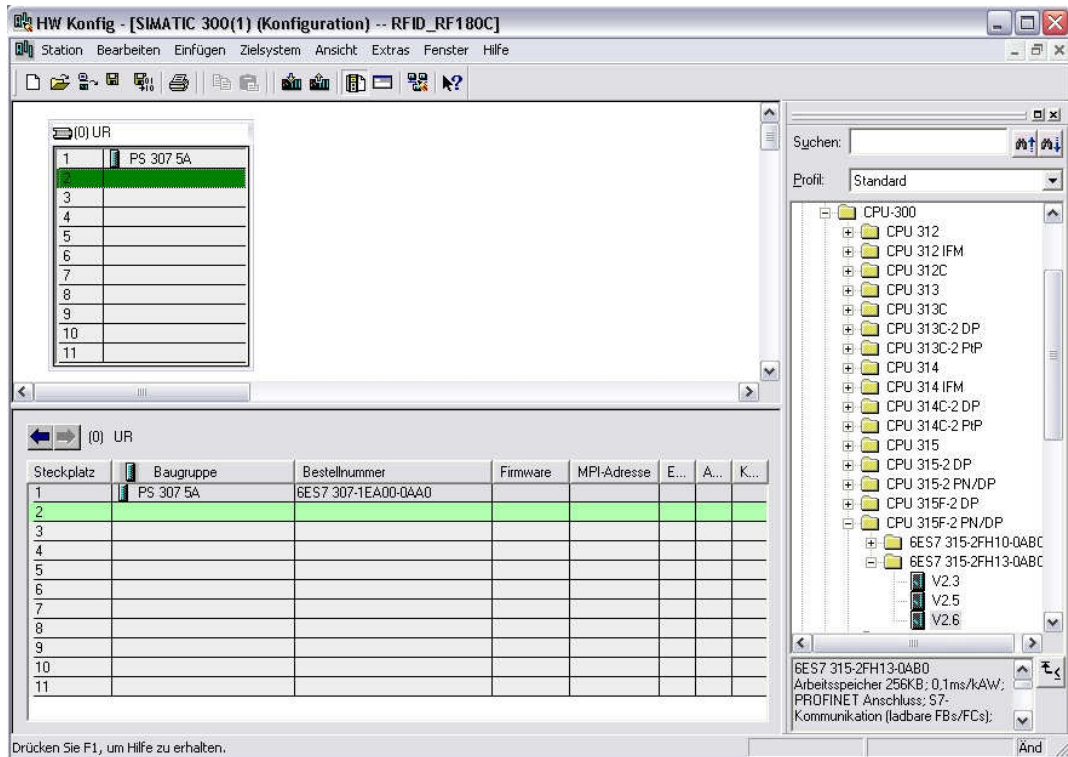 HW Konfig - [SIMATIC 300(1) (Konfiguration) -- RFID_RF180C]
Station Bearbeiten Einfügen Zielsystem Ansicht Extras Fenster Hilfe
(0) UR
1 PS 307 5A
2
3
4
5
6
7
8
9
10
11
Suchen:
Profil: Standard
CPU-300
CPU 312
CPU 312 IFM
CPU 312C
CPU 313
CPU 313C
CPU 313C-2 DP
CPU 313C-2 PtP
CPU 314
CPU 314 IFM
CPU 314C-2 DP
CPU 314C-2 PtP
CPU 315
CPU 315-2 DP
CPU 315-2 PN/DP
CPU 315F-2 DP
CPU 315F-2 PN/DP
6ES7 315-2FH10-0AB0
6ES7 315-2FH13-0AB0
V2.3
V2.5
V2.6
(0) UR
Steckplatz Baugruppe Bestellnummer Firmware MPI-Adresse E... A... K...
1 PS 307 5A 6ES7 307-1EA00-0AA0
2
3
4
5
6
7
8
9
10
11
6ES7 315-2FH13-0AB0
Arbeitsspeicher 256KB; 0,1ms/kAW;
PROFINET Anschluss; S7-
Kommunikation (ladbare FBs/FCs);
Drücken Sie F1, um Hilfe zu erhalten.
Änd